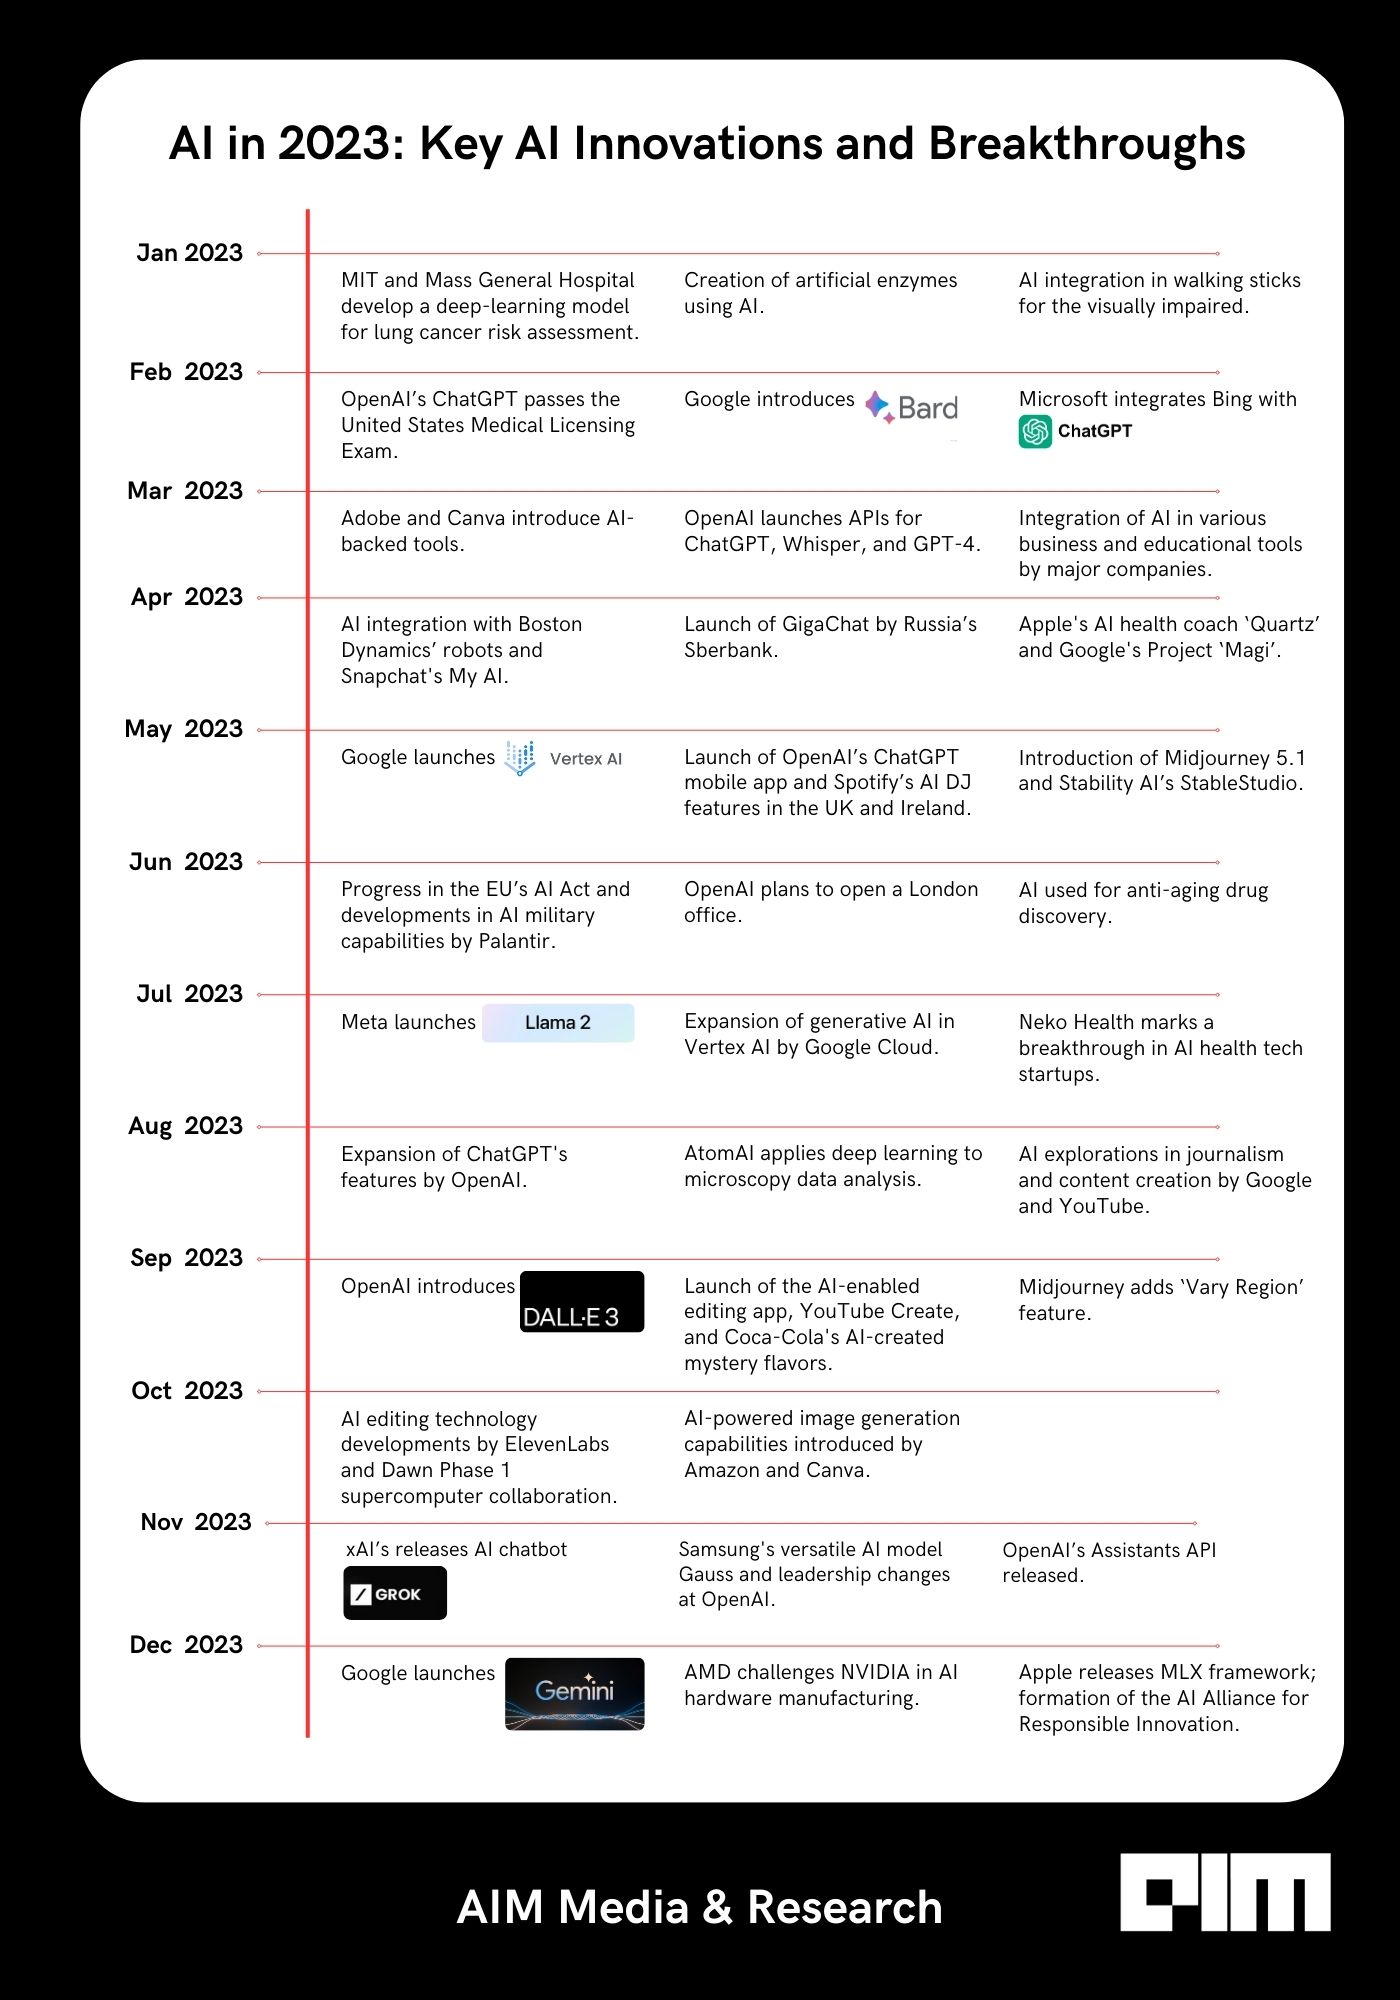 AI in 2023: Key AI Innovations and Breakthroughs
Jan 2023
MIT and Mass General Hospital
develop a deep-learning model
for lung cancer risk assessment.
Creation of artificial enzymes
using AI.
AI integration in walking sticks
for the visually impaired.
Feb 2023
OpenAI’s ChatGPT passes the
United States Medical Licensing
Exam.
Google introduces Bard
Microsoft integrates Bing with
ChatGPT
Mar 2023
Adobe and Canva introduce AI-
backed tools.
OpenAI launches APIs for
ChatGPT, Whisper, and GPT-4.
Integration of AI in various
business and educational tools
by major companies.
Apr 2023
AI integration with Boston
Dynamics’ robots and
Snapchat's My AI.
Launch of GigaChat by Russia’s
Sberbank.
Apple's AI health coach ‘Quartz’
and Google's Project ‘Magi’.
May 2023
Google launches Vertex AI
Launch of OpenAI’s ChatGPT
mobile app and Spotify’s AI DJ
features in the UK and Ireland.
Introduction of Midjourney 5.1
and Stability AI’s StableStudio.
Jun 2023
Progress in the EU’s AI Act and
developments in AI military
capabilities by Palantir.
OpenAI plans to open a London
office.
AI used for anti-aging drug
discovery.
Jul 2023
Meta launches Llama 2
Expansion of generative AI in
Vertex AI by Google Cloud.
Neko Health marks a
breakthrough in AI health tech
startups.
Aug 2023
Expansion of ChatGPT's
features by OpenAI.
AtomAI applies deep learning to
microscopy data analysis.
AI explorations in journalism
and content creation by Google
and YouTube.
Sep 2023
OpenAI introduces DALL·E 3
Launch of the AI-enabled
editing app, YouTube Create,
and Coca-Cola's AI-created
mystery flavors.
Midjourney adds ‘Vary Region’
feature.
Oct 2023
AI editing technology
developments by ElevenLabs
and Dawn Phase 1
supercomputer collaboration.
AI-powered image generation
capabilities introduced by
Amazon and Canva.
Nov 2023
xAI’s releases AI chatbot
GROK
Samsung's versatile AI model
Gauss and leadership changes
at OpenAI.
OpenAI’s Assistants API
released.
Dec 2023
Google launches Gemini
AMD challenges NVIDIA in AI
hardware manufacturing.
Apple releases MLX framework;
formation of the AI Alliance for
Responsible Innovation.
AIM Media & Research
AIM